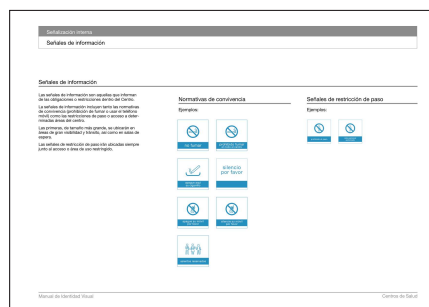 Señalización interna
Señales de información
Señales de información
Las señales de información son aquellas que informan
de las obligaciones o restricciones dentro del Centro.
La señales de información incluyen tanto las normativas
de convivencia (prohibición de fumar o usar el teléfono
móvil) como las restricciones de paso o acceso a deter-
minadas áreas del centro.
Las primeras, de tamaño más grande, se ubicarán en
áreas de gran visibilidad y tránsito, así como en salas de
espera.
Las señales de restricción de paso irán ubicadas siempre
junto al acceso o área de uso restringido.
Normativas de convivencia
Ejemplos:
no fumar
prohibido fumar
silencio
por favor
Señales de restricción de paso
Ejemplos:
Manual de Identidad Visual
Centros de Salud